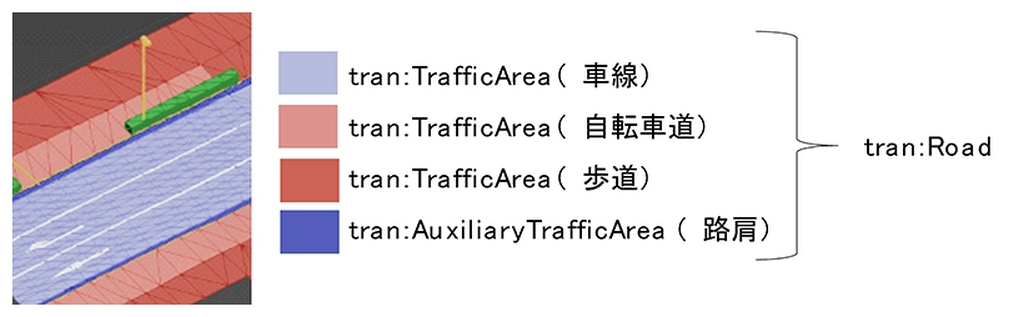 tran:TrafficArea( 車線)
tran:TrafficArea( 自転車道)
tran:TrafficArea( 歩道)
tran:AuxiliaryTrafficArea ( 路肩)
tran:Road